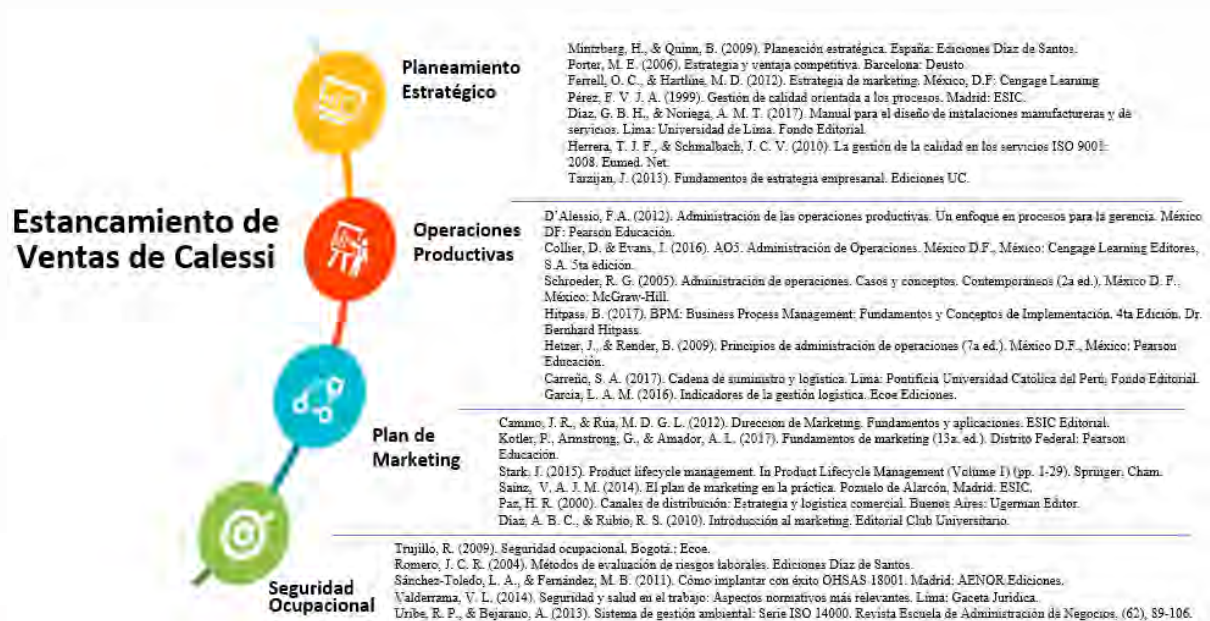 Estancamiento de
Ventas de Calessi
Planeamiento
Estratégico
Mintzberg, H., & Quinn, B. (2009). Planeación estratégica. España: Ediciones Diaz de Santos.
Porter, M. E. (2006). Estrategia y ventaja competitiva. Barcelona: Deusto
Ferrell, O. C., & Hartline, M. D. (2012). Estrategia de marketing. México, D.F: Cengage Learning
Pérez, F. V. J. A. (1999). Gestión de calidad orientada a los procesos. Madrid: ESIC.
Diaz, G. B. H., & Noriega, A. M. T. (2017). Manual para el diseño de instalaciones manufactureras y de
servicios. Lima: Universidad de Lima. Fondo Editorial.
Herrera, T. J. F., & Schmalbach, J. C. V. (2010). La gestión de la calidad en los servicios ISO 9001:
2008. Eumed. Net.
Tarziján, J. (2013). Fundamentos de estrategia empresarial. Ediciones UC.
Operaciones
Productivas
D'Alessio, F.A. (2012). Administración de las operaciones productivas. Un enfoque en procesos para la gerencia. México
DF: Pearson Educación.
Collier, D. & Evans, J. (2016). AO5. Administración de Operaciones. México D.F., México: Cengage Learning Editores,
S.A. 5ta edición.
Schroeder, R. G. (2005). Administración de operaciones. Casos y conceptos. Contemporáneos (2a ed.). México D. F.,
México: McGraw-Hill.
Hitpass, B. (2017). BPM: Business Process Management: Fundamentos y Conceptos de Implementación. 4ta Edición. Dr.
Bernhard Hitpass.
Heizer, J., & Render, B. (2009). Principios de administración de operaciones (7a ed.). México D.F., México: Pearson
Educación.
Carreño, S. A. (2017). Cadena de suministro y logística. Lima: Pontificia Universidad Católica del Perú, Fondo Editorial.
García, L. A. M. (2016). Indicadores de la gestión logística. Ecoe Ediciones.
Plan de
Marketing
Camino, J. R., & Rúa, M. D. G. L. (2012). Direccion de Marketing. Fundamentos y aplicaciones. ESIC Editorial.
Kotler, P., Armstrong, G., & Amador, A. L. (2017). Fundamentos de marketing (13a. ed.). Distrito Federal: Pearson
Educación.
Stark, J. (2015). Product lifecycle management. In Product Lifecycle Management (Volume 1) (pp. 1-29). Springer, Cham.
Sainz, V. A. J. M. (2014). El plan de marketing en la práctica. Pozuelo de Alarcón, Madrid: ESIC.
Paz, H. R. (2000). Canales de distribución: Estrategia y logística comercial. Buenos Aires: Ugerman Editor.
Díaz, A. B. C., & Rubio, R. S. (2010). Introducción al marketing. Editorial Club Universitario.
Seguridad
Ocupacional
Trujillo, R. (2009). Seguridad ocupacional. Bogotá.: Ecoe.
Romero, J. C. R. (2004). Métodos de evaluación de riesgos laborales. Ediciones Díaz de Santos.
Sánchez-Toledo, L. A., & Fernández, M. B. (2011). Cómo implantar con éxito OHSAS 18001. Madrid: AENOR Ediciones.
Valderrama, V. L. (2014). Seguridad y salud en el trabajo: Aspectos normativos más relevantes. Lima: Gaceta Jurídica.
Uribe, R. P., & Bejarano, A. (2013). Sistema de gestión ambiental: Serie ISO 14000. Revista Escuela de Administración de Negocios, (62), 89-106.